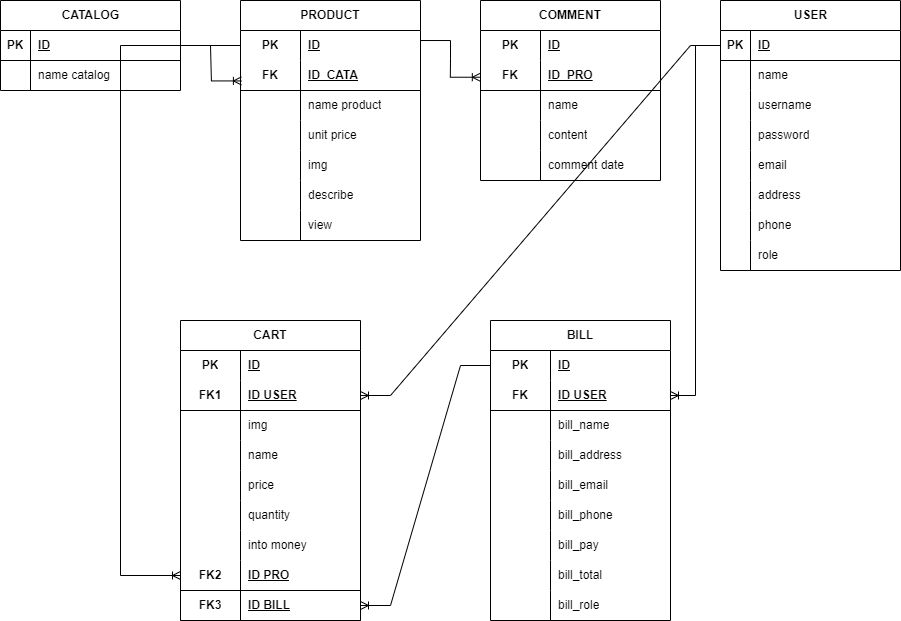 CATALOG
PK ID
name catalog
PRODUCT
PK ID
FK ID_CATA
name product
unit price
img
describe
view
COMMENT
PK ID
FK ID_PRO
name
content
comment date
USER
PK ID
name
username
password
email
address
phone
role
CART
PK ID
FK1 ID USER
img
name
price
quantity
into money
FK2 ID PRO
FK3 ID BILL
BILL
PK ID
FK ID USER
bill_name
bill_address
bill_email
bill_phone
bill_pay
bill_total
bill_role